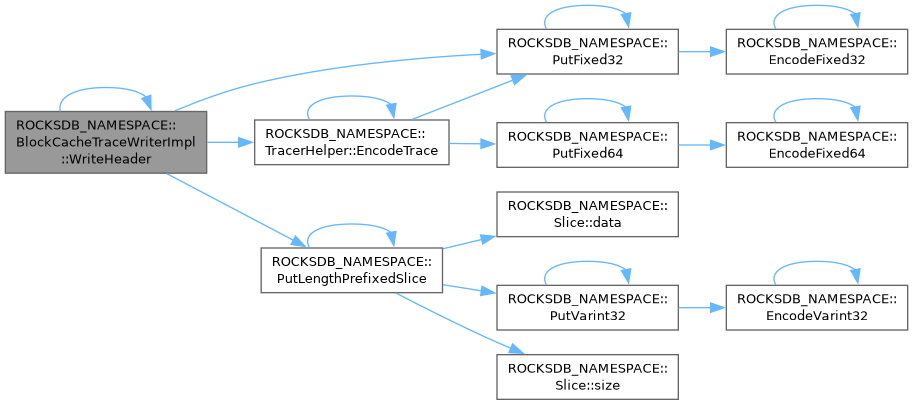 ROCKSDB_NAMESPACE::
BlockCacheTraceWriterImpl
::WriteHeader
ROCKSDB_NAMESPACE::
TracerHelper::EncodeTrace
ROCKSDB_NAMESPACE::
PutLengthPrefixedSlice
ROCKSDB_NAMESPACE::
PutFixed32
ROCKSDB_NAMESPACE::
PutFixed64
ROCKSDB_NAMESPACE::
Slice::data
ROCKSDB_NAMESPACE::
PutVarint32
ROCKSDB_NAMESPACE::
Slice::size
ROCKSDB_NAMESPACE::
EncodeFixed32
ROCKSDB_NAMESPACE::
EncodeFixed64
ROCKSDB_NAMESPACE::
EncodeVarint32